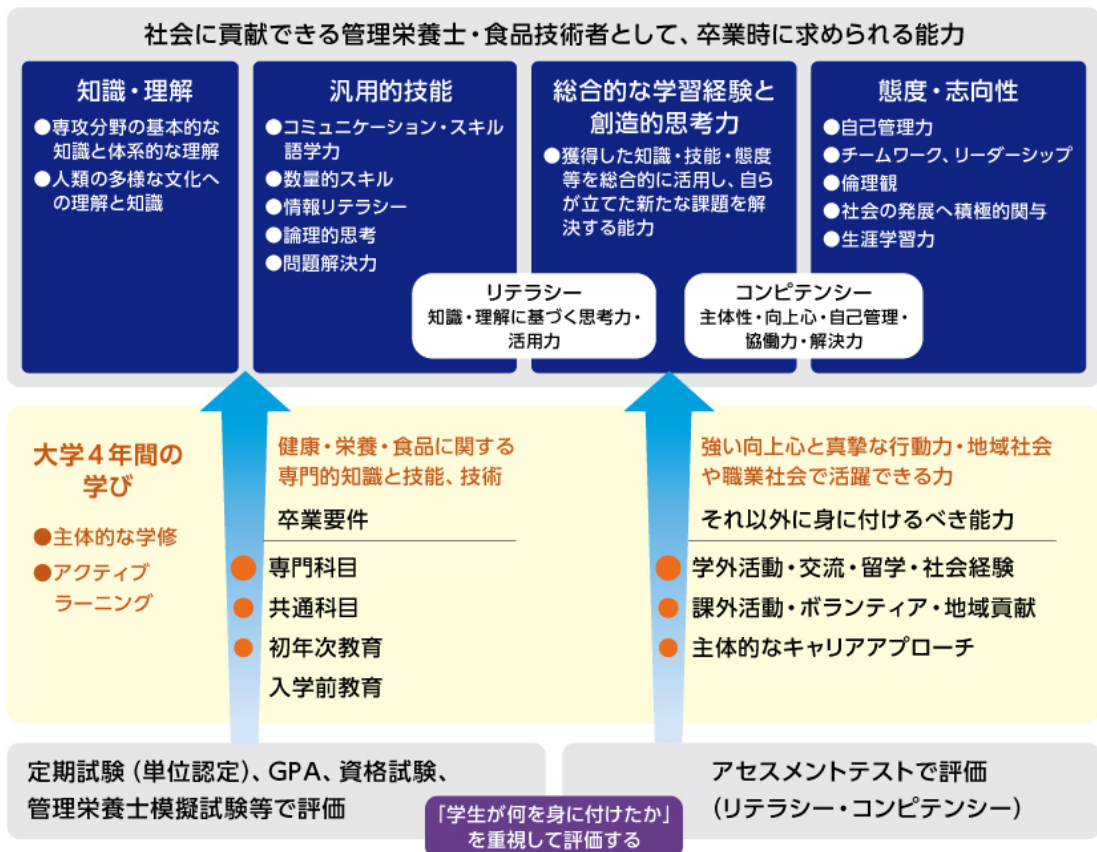 社会に貢献できる管理栄養士・食品技術者として、卒業時に求められる能力
知識・理解
●専攻分野の基本的な
知識と体系的な理解
●人類の多様な文化へ
の理解と知識
汎用的技能
●コミュニケーション・スキル
語学力
●数量的スキル
●情報リテラシー
●論理的思考
●問題解決力
総合的な学習経験と
創造的思考力
●獲得した知識・技能・態度
等を総合的に活用し、自ら
が立てた新たな課題を解
決する能力
態度・志向性
●自己管理力
●チームワーク、リーダーシップ
●倫理観
●社会の発展へ積極的関与
●生涯学習力
リテラシー
知識・理解に基づく思考力・
活用力
コンピテンシー
主体性・向上心・自己管理・
協働力・解決力
大学4年間の
学び
●主体的な学修
●アクティブ
ラーニング
健康・栄養・食品に関する
専門的知識と技能、技術
卒業要件
専門科目
共通科目
初年次教育
入学前教育
強い向上心と真摯な行動力・地域社会
や職業社会で活躍できる力
それ以外に身に付けるべき能力
学外活動・交流・留学・社会経験
課外活動・ボランティア・地域貢献
主体的なキャリアアプローチ
定期試験(単位認定)、GPA、資格試験、
管理栄養士模擬試験等で評価
アセスメントテストで評価
(リテラシー・コンピテンシー)
「学生が何を身に付けたか」
を重視して評価する